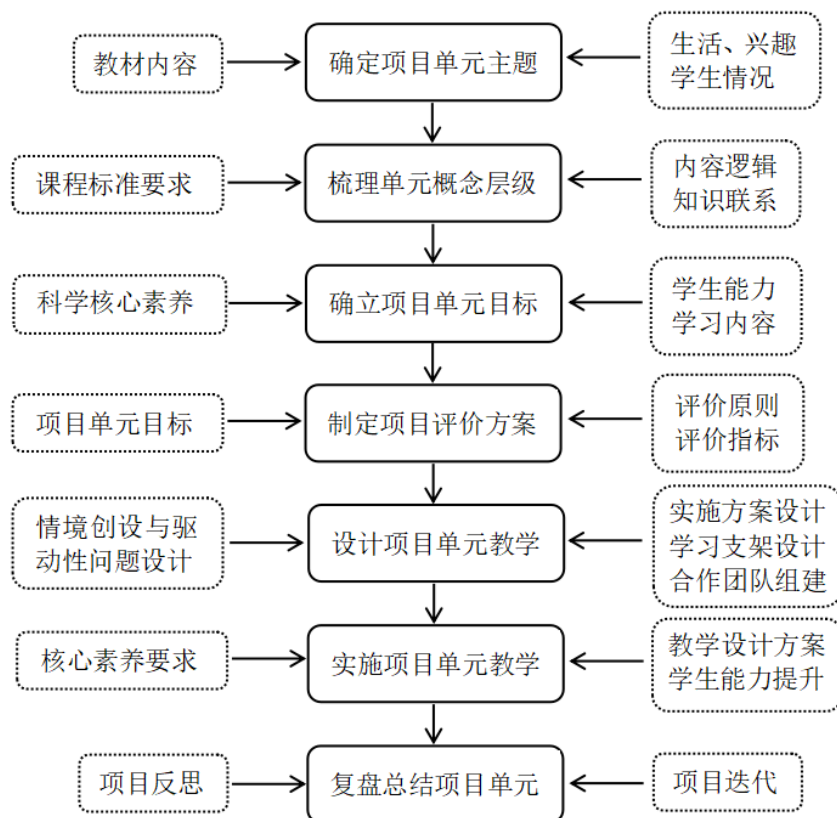 教材内容
确定项目单元主题
生活、兴趣
学生情况
课程标准要求
梳理单元概念层级
内容逻辑
知识联系
科学核心素养
确立项目单元目标
学生能力
学习内容
项目单元目标
制定项目评价方案
评价原则
评价指标
情境创设与驱
动性问题设计
设计项目单元教学
实施方案设计
学习支架设计
合作团队组建
核心素养要求
实施项目单元教学
教学设计方案
学生能力提升
项目反思
复盘总结项目单元
项目迭代